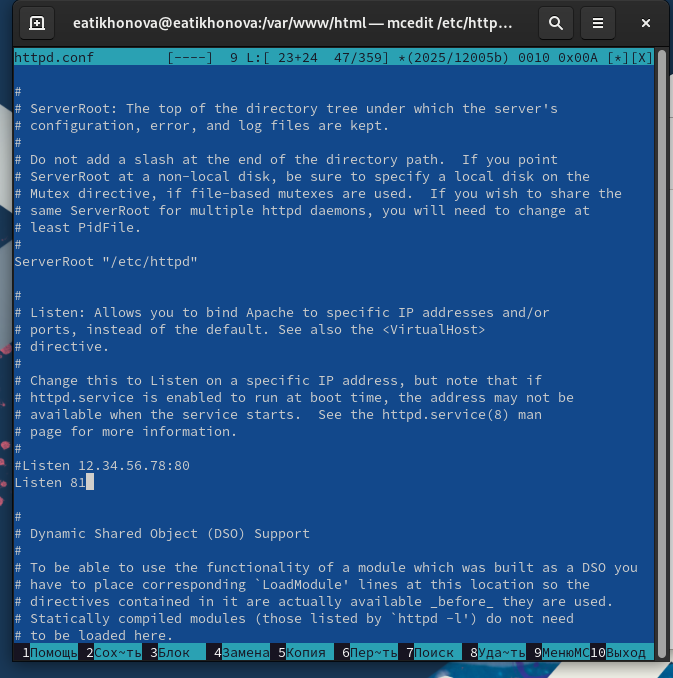 eatikhonova@eatikhonova:/var/www/html — mcedit /etc/http...
httpd.conf [----] 9 L:[ 23+24 47/359] *(2025/12005b) 0010 0x00A [*][X]
#
# ServerRoot: The top of the directory tree under which the server's
# configuration, error, and log files are kept.
#
# Do not add a slash at the end of the directory path. If you point
# ServerRoot at a non-local disk, be sure to specify a local disk on the
# Mutex directive, if file-based mutexes are used. If you wish to share the
# same ServerRoot for multiple httpd daemons, you will need to change at
# least PidFile.
#
ServerRoot "/etc/httpd"
#
# Listen: Allows you to bind Apache to specific IP addresses and/or
# ports, instead of the default. See also the <VirtualHost>
# directive.
#
# Change this to Listen on a specific IP address, but note that if
# httpd.service is enabled to run at boot time, the address may not be
# available when the service starts. See the httpd.service(8) man
# page for more information.
#
#Listen 12.34.56.78:80
Listen 81
#
# Dynamic Shared Object (DSO) Support
#
# To be able to use the functionality of a module which was built as a DSO you
# have to place corresponding `LoadModule' lines at this location so the
# directives contained in it are actually available _before_ they are used.
# Statically compiled modules (those listed by `httpd -l') do not need
# to be loaded here.
1Помощь 2Сох~ть 3Блок 4Замена 5Копия 6Пер~ть 7Поиск 8Уда~ть 9МенюMC 10Выход